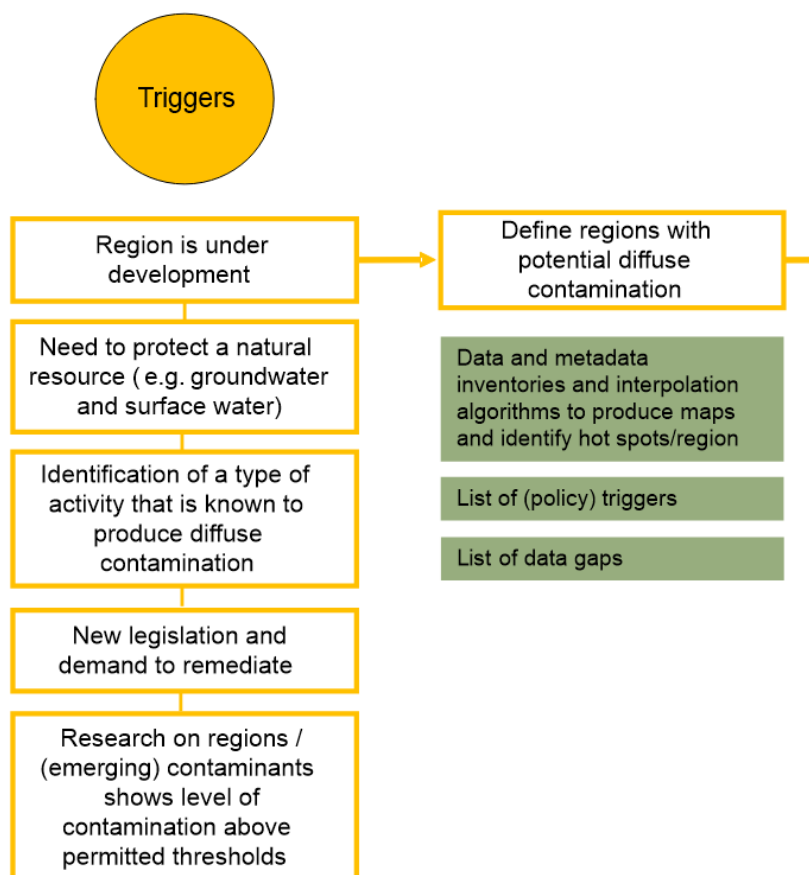 Triggers
Region is under
development
Need to protect a natural
resource ( e.g. groundwater
and surface water)
Identification of a type of
activity that is known to
produce diffuse
contamination
New legislation and
demand to remediate
Research on regions /
(emerging) contaminants
shows level of
contamination above
permitted thresholds
Define regions with
potential diffuse
contamination
Data and metadata
inventories and interpolation
algorithms to produce maps
and identify hot spots/region
List of (policy) triggers
List of data gaps